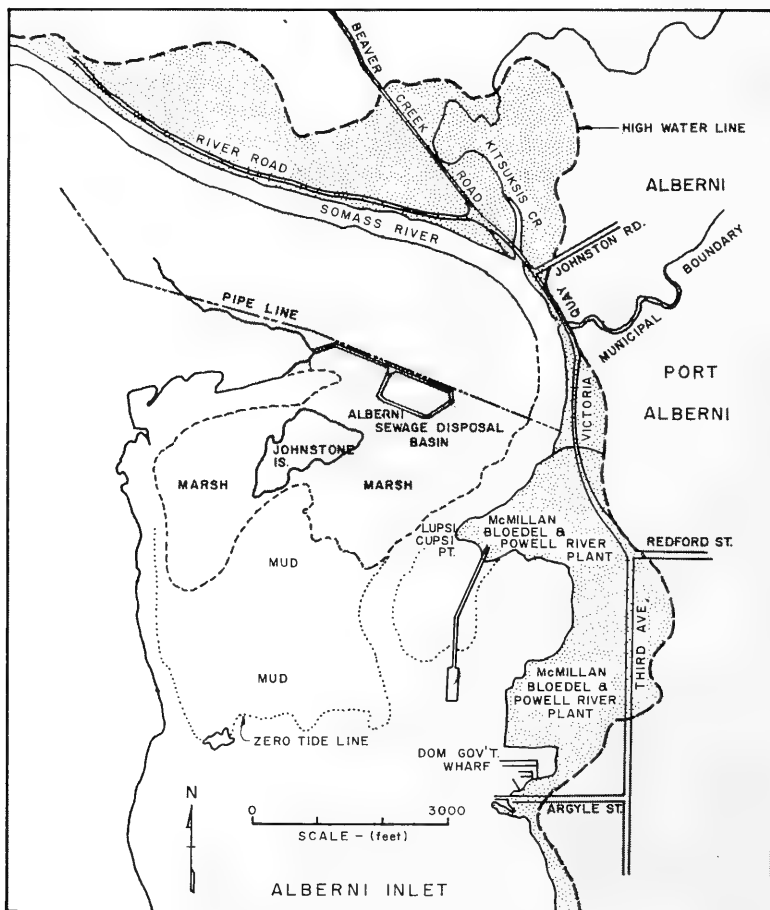 BEAVER
CREEK
ROAD
KITSUKSIS CR
HIGH WATER LINE
ALBERNI
RIVER ROAD
SOMASS RIVER
JOHNSTON RD.
QUAY
MUNICIPAL
BOUNDARY
PIPE LINE
VICTORIA
PORT
ALBERNI
ALBERNI
SEWAGE DISPOSAL
BASIN
JOHNSTONE
IS.
MARSH
MARSH
LUPSI
CUPSI
PT.
McMILLAN
BLOEDEL &
POWELL RIVER
PLANT
REDFORD ST.
MUD
THIRD AVE,
MUD
McMILLAN
BLOEDEL &
POWELL RIVER
PLANT
ZERO TIDE LINE
DOM GOV'T.
WHARF
ARGYLE ST.
N
0 3000
SCALE - (feet)
ALBERNI INLET